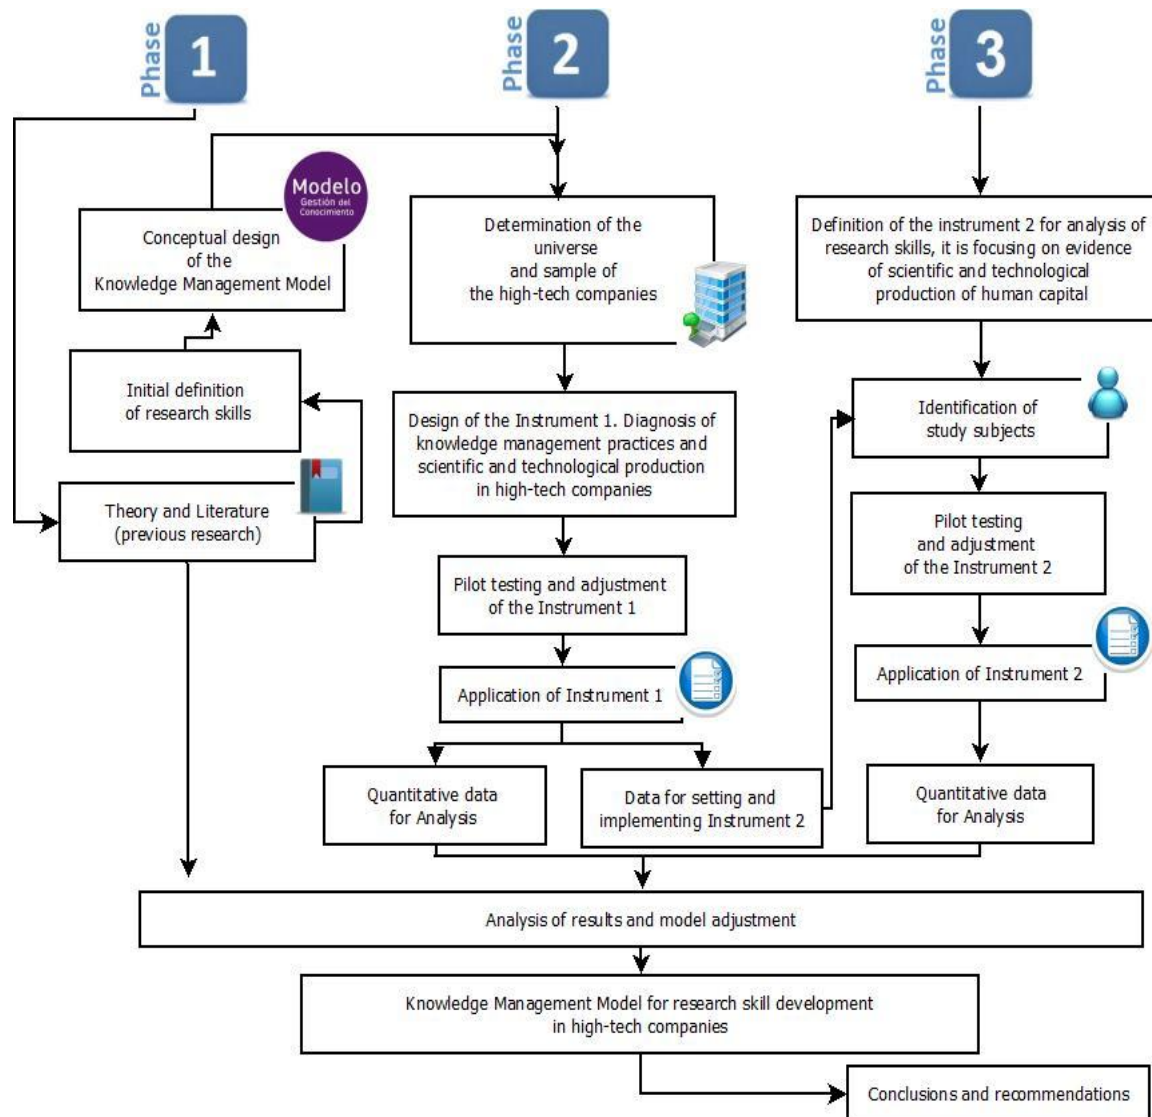 Phase
1
Phase
2
Phase
3
Modelo
Gestión del
Conocimiento
Conceptual design
of the
Knowledge Management Model
Initial definition
of research skills
Theory and Literature
(previous research)
Determination of the
universe
and sample of
the high-tech companies
Design of the Instrument 1. Diagnosis of
knowledge management practices and
scientific and technological production
in high-tech companies
Pilot testing and adjustment
of the Instrument 1
Application of Instrument 1
Quantitative data
for Analysis
Data for setting and
implementing Instrument 2
Definition of the instrument 2 for analysis of
research skills, it is focusing on evidence
of scientific and technological
production of human capital
Identification of
study subjects
Pilot testing
and adjustment
of the Instrument 2
Application of Instrument 2
Quantitative data
for Analysis
Analysis of results and model adjustment
Knowledge Management Model for research skill development
in high-tech companies
Conclusions and recommendations